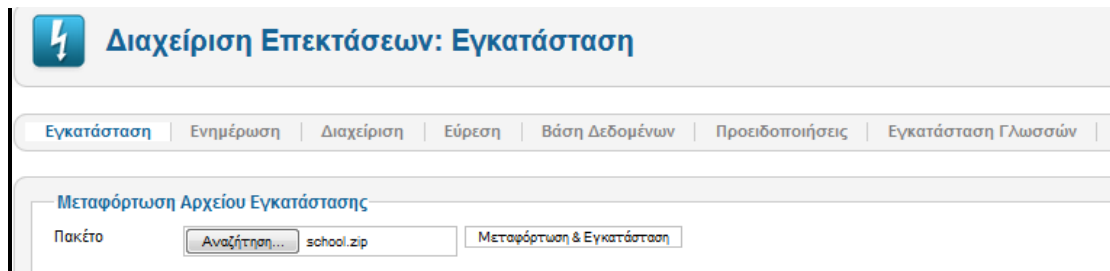 Διαχείριση Επεκτάσεων: Εγκατάσταση
Εγκατάσταση Ενημέρωση Διαχείριση Εύρεση Βάση Δεδομένων Προειδοποιήσεις Εγκατάσταση Γλωσσών
Μεταφόρτωση Αρχείου Εγκατάστασης
Πακέτο Αναζήτηση... school.zip Μεταφόρτωση & Εγκατάσταση